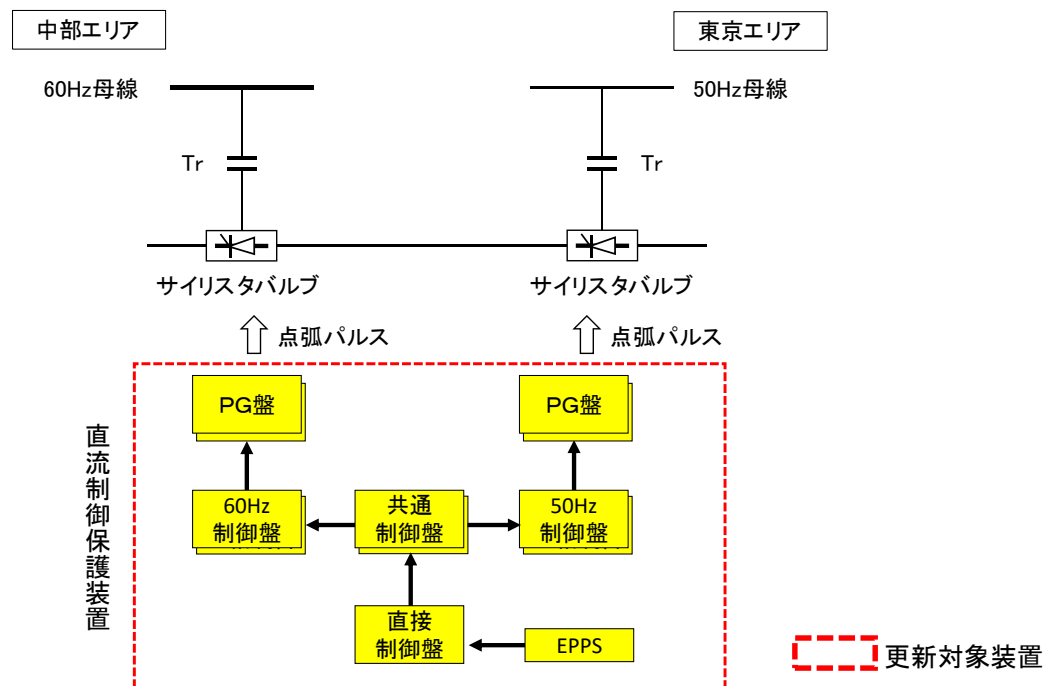 中部エリア
東京エリア
60Hz母線
50Hz母線
Tr
Tr
サイリスタバルブ
サイリスタバルブ
点弧パルス
点弧パルス
直流制御保護装置
PG盤
PG盤
60Hz
制御盤
共通
制御盤
50Hz
制御盤
直接
制御盤
EPPS
更新対象装置